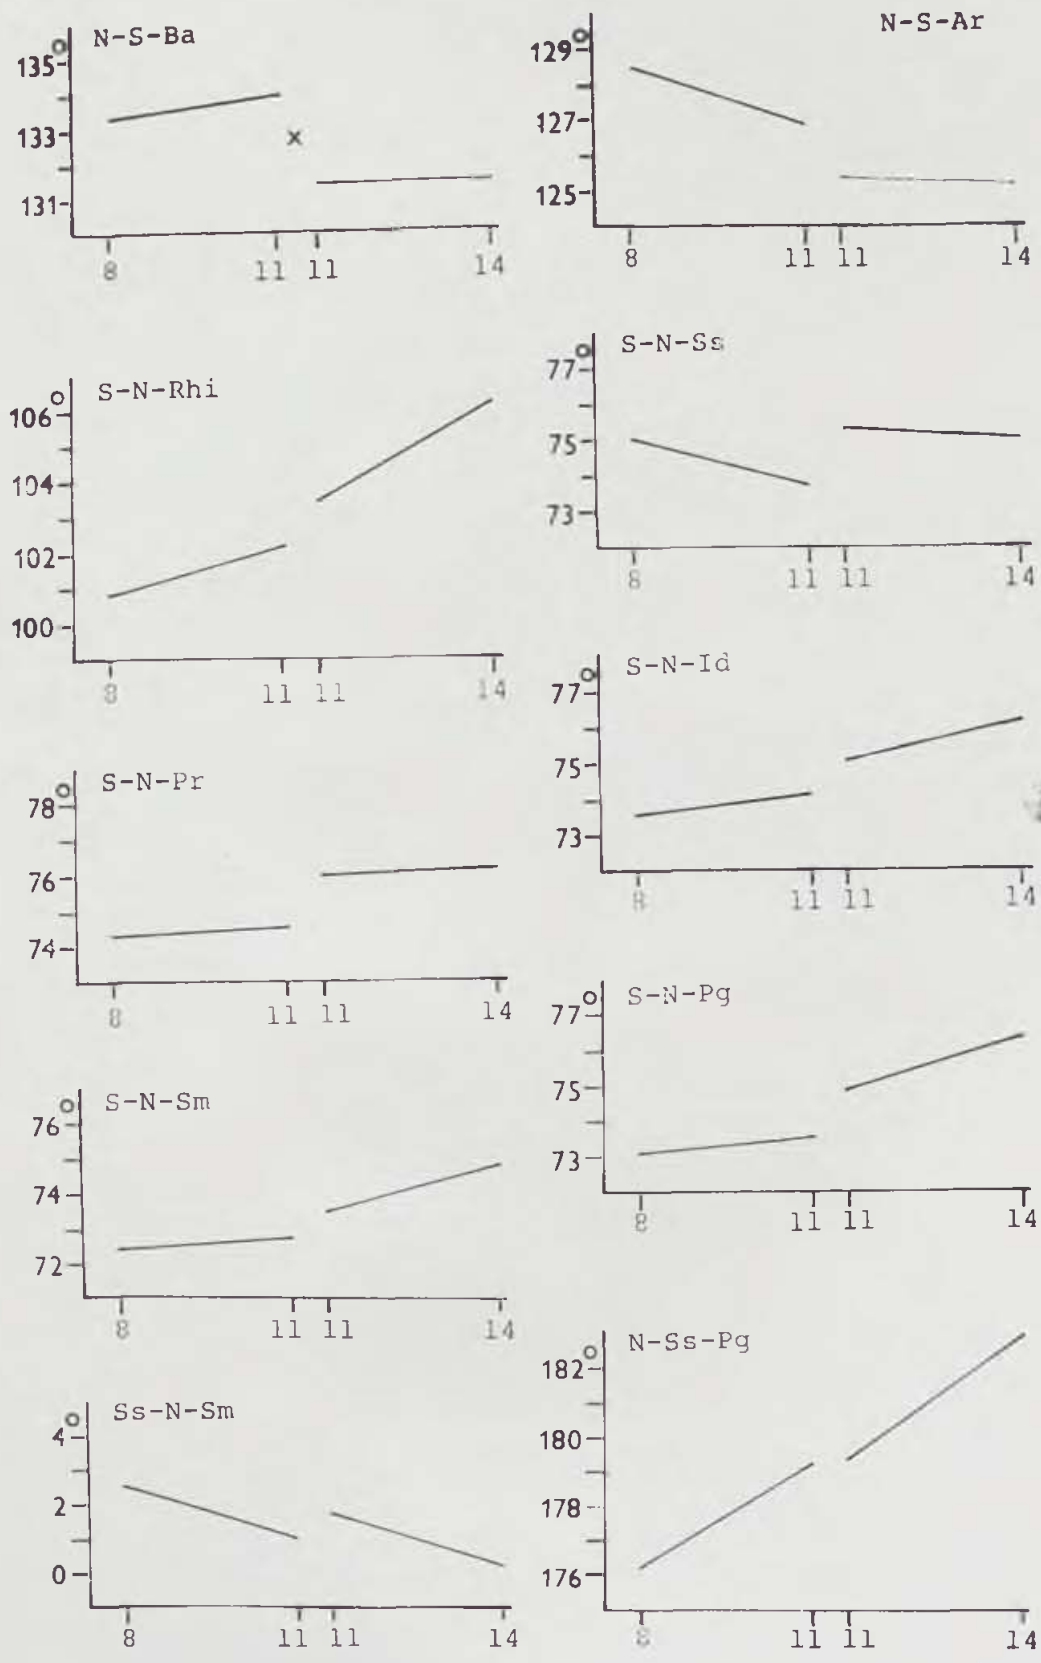 N-S-Ba
135°
133
131
x
8 11 11 14
N-S-Ar
129°
127
125
8 11 11 14
S-N-Rhi
106°
104
102
100
8 11 11 14
S-N-Ss
77°
75
73
8 11 11 14
S-N-Id
77°
75
73
8 11 11 14
S-N-Pr
78°
76
74
8 11 11 14
S-N-Pg
77°
75
73
8 11 11 14
S-N-Sm
76°
74
72
8 11 11 14
N-Ss-Pg
182°
180
178
176
8 11 11 14
Ss-N-Sm
4°
2
0
8 11 11 14